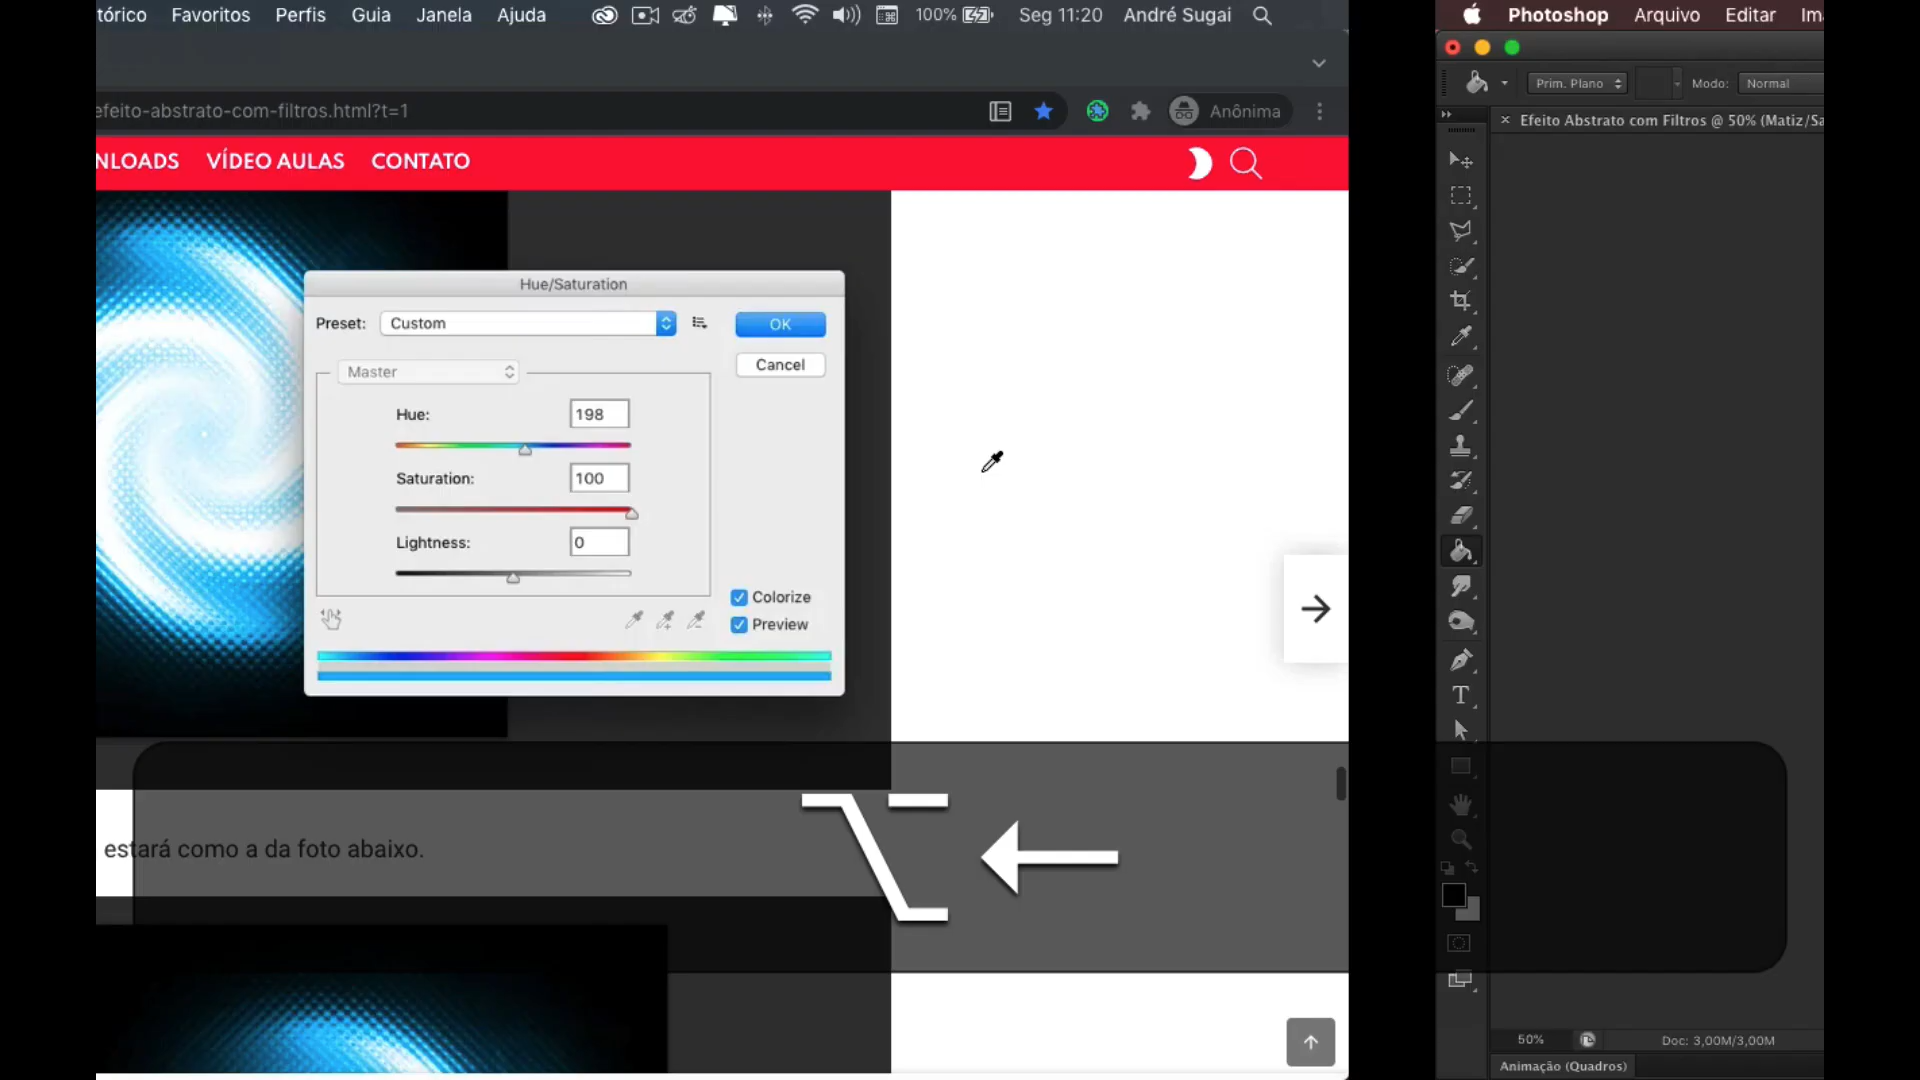 tórico Favoritos Perfis Guia Janela Ajuda 100% Seg 11:20 André Sugai
efeito-abstrato-com-filtros.html?t=1 Anônima
NLOADS VÍDEO AULAS CONTATO
Hue/Saturation
Preset: Custom OK
Cancel
Master
Hue: 198
Saturation: 100
Lightness: 0
Colorize
Preview
estará como a da foto abaixo.
Photoshop Arquivo Editar Im
Prim. Plano Modo: Normal
Efeito Abstrato com Filtros @ 50% (Matiz/Sa
T
50% Doc: 3,00M/3,00M
Animação (Quadros)